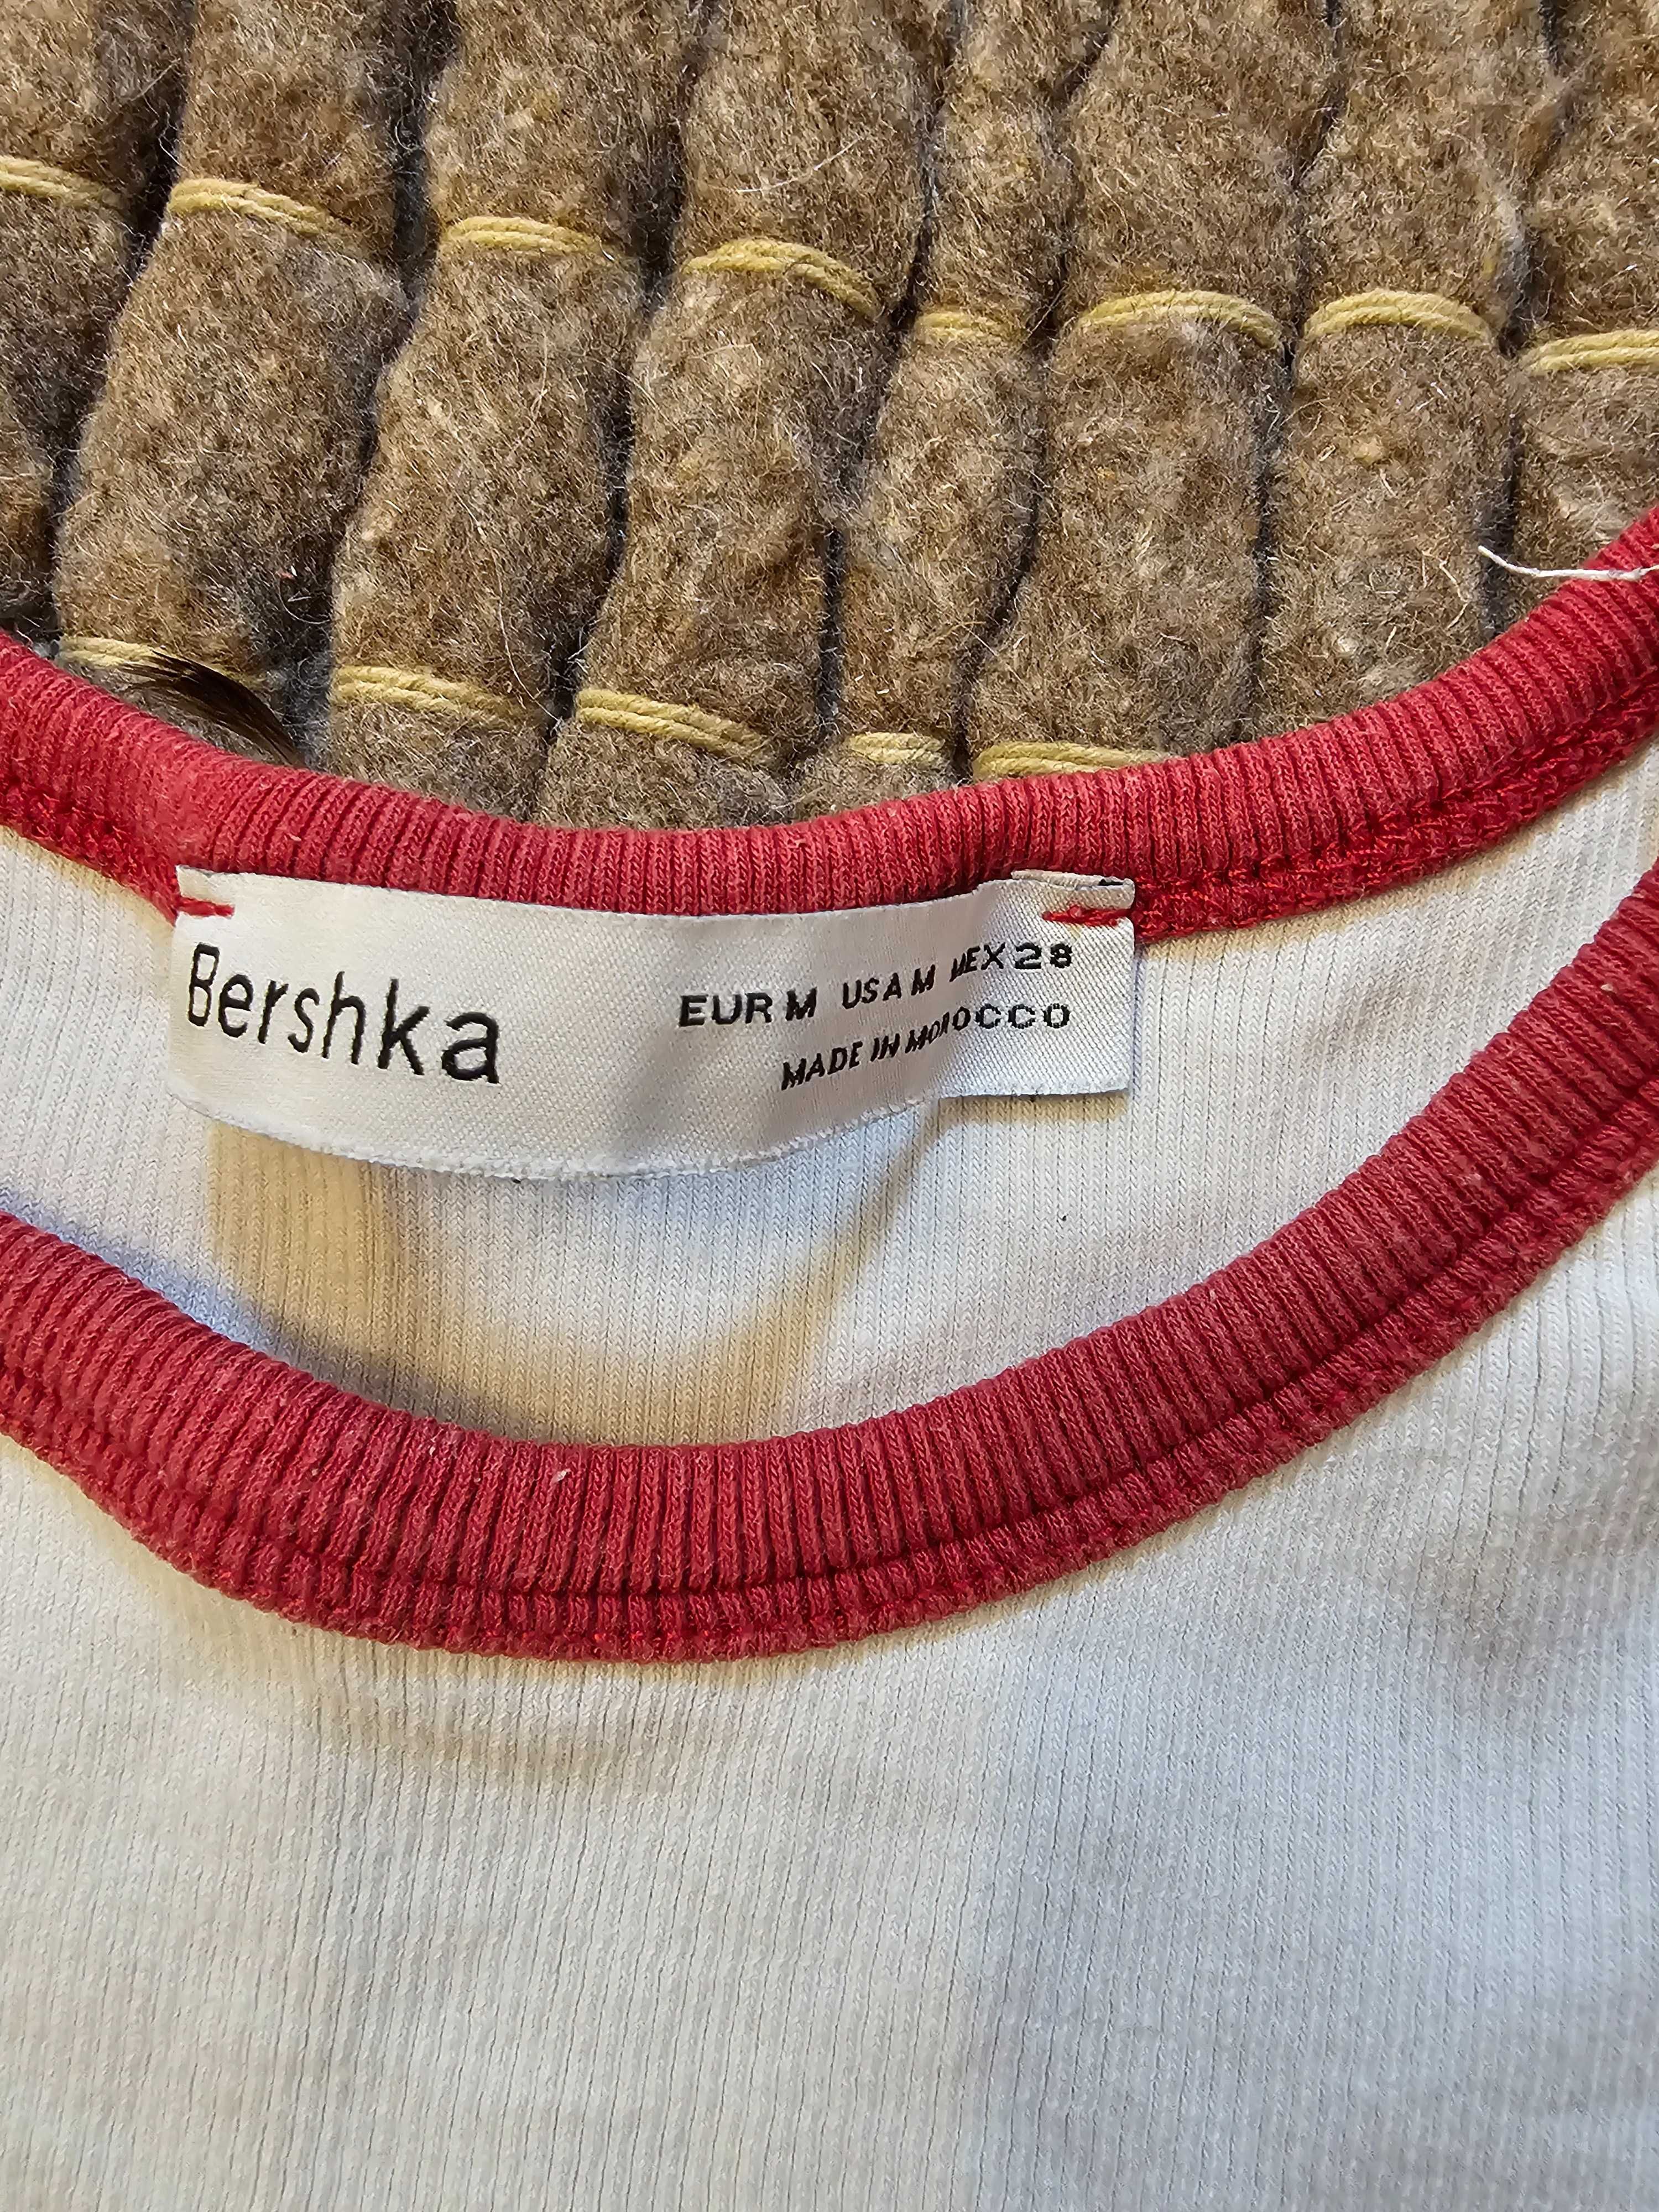 Bershka
EUR M USA M MEX 28
MADE IN MOROCCO